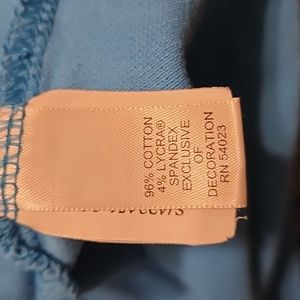 96% COTTON
4% LYCRA®
SPANDEX
EXCLUSIVE
OF
DECORATION
RN 54023